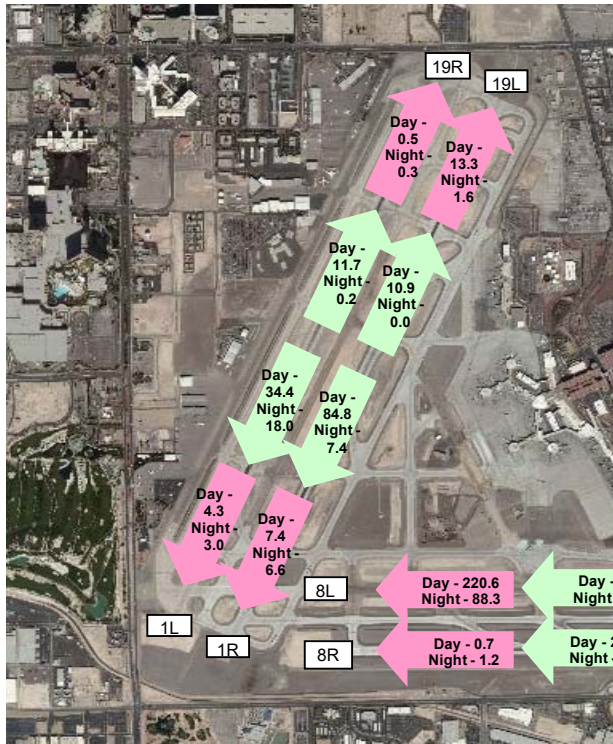 19R
19L
Day -
0.5
Night -
0.3
Day -
13.3
Night -
1.6
Day -
11.7
Night -
0.2
Day -
10.9
Night -
0.0
Day -
34.4
Night -
18.0
Day -
84.8
Night -
7.4
Day -
4.3
Night -
3.0
Day -
7.4
Night -
6.6
8L
1L
1R
8R
Day - 220.6
Night - 88.3
Day -
Night
Day - 0.7
Night - 1.2
Day - 2
Night -